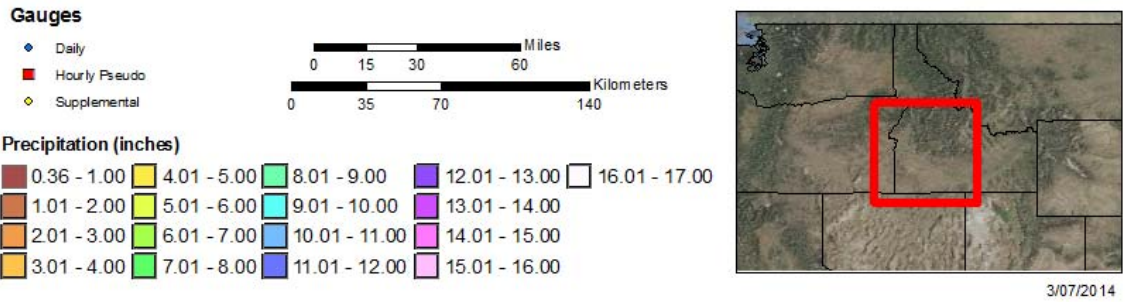 Gauges
Daily
Hourly Pseudo
Supplemental
Miles
0 15 30 60
Kilometers
0 35 70 140
Precipitation (inches)
0.36 - 1.00 4.01 - 5.00 8.01 - 9.00 12.01 - 13.00 16.01 - 17.00
1.01 - 2.00 5.01 - 6.00 9.01 - 10.00 13.01 - 14.00
2.01 - 3.00 6.01 - 7.00 10.01 - 11.00 14.01 - 15.00
3.01 - 4.00 7.01 - 8.00 11.01 - 12.00 15.01 - 16.00
3/07/2014